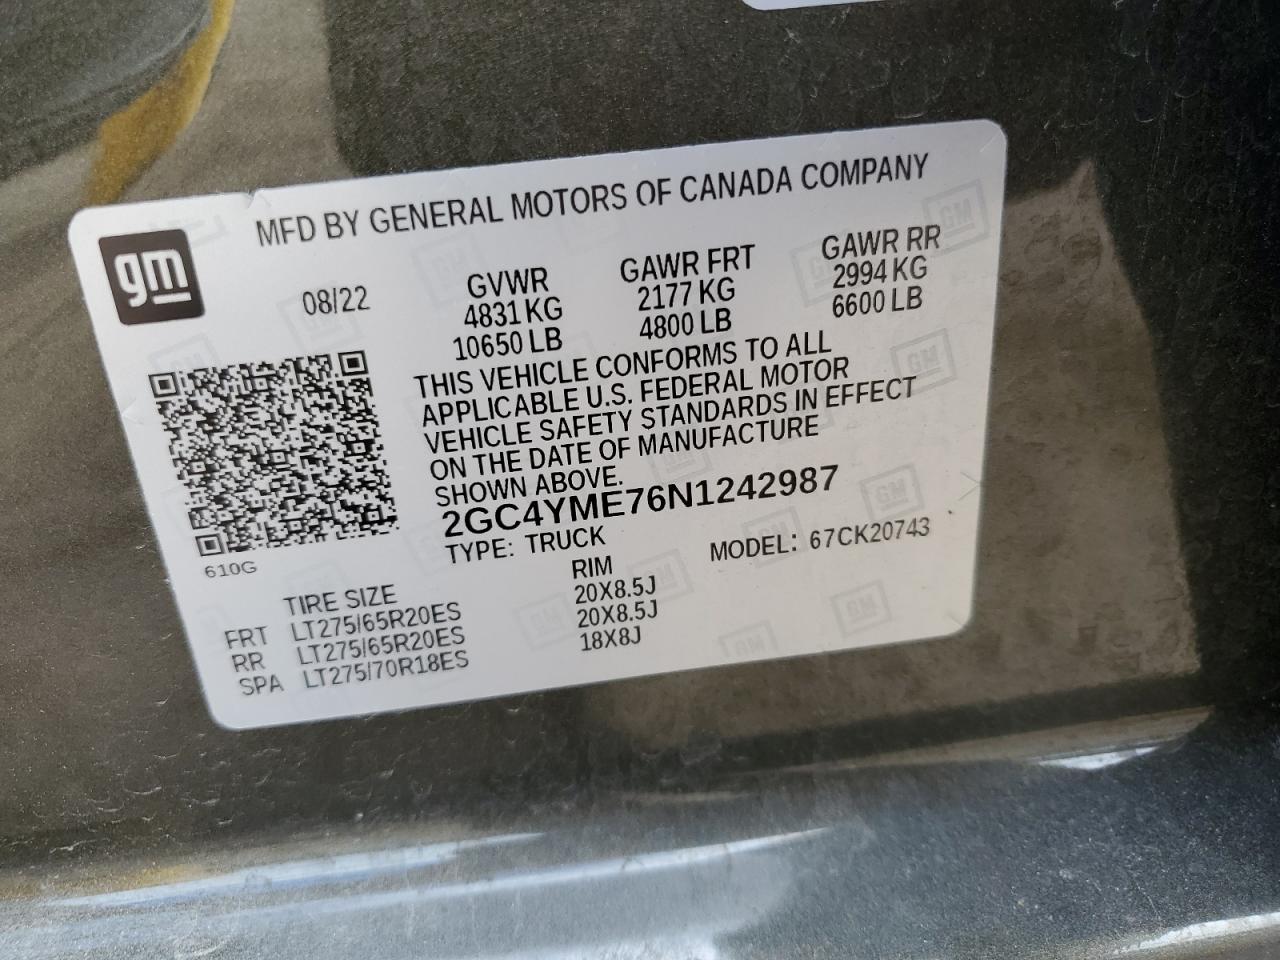 MFD BY GENERAL MOTORS OF CANADA COMPANY
gm
08/22 GVWR GAWR FRT GAWR RR
4831 KG 2177 KG 2994 KG
10650 LB 4800 LB 6600 LB
THIS VEHICLE CONFORMS TO ALL
APPLICABLE U.S. FEDERAL MOTOR
VEHICLE SAFETY STANDARDS IN EFFECT
ON THE DATE OF MANUFACTURE
SHOWN ABOVE.
2GC4YME76N1242987
TYPE: TRUCK MODEL: 67CK20743
610G
TIRE SIZE RIM
FRT LT275/65R20ES 20X8.5J
RR LT275/65R20ES 20X8.5J
SPA LT275/70R18ES 18X8J